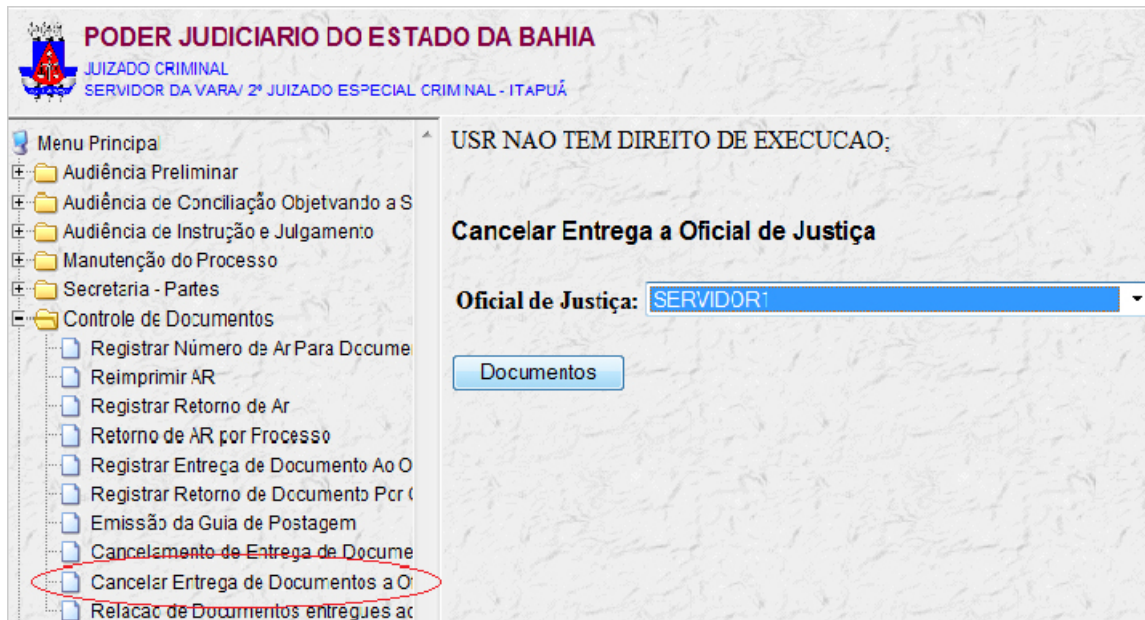 PODER JUDICIARIO DO ESTADO DA BAHIA
JUIZADO CRIMINAL
SERVIDOR DA VARA/ 2º JUIZADO ESPECIAL CRIMINAL - ITAPUÃ
Menu Principal
Audiência Preliminar
Audiência de Conciliação Objetivando a S
Audiência de Instrução e Julgamento
Manutenção do Processo
Secretaria - Partes
Controle de Documentos
Registrar Número de Ar Para Docume
Reimprimir AR
Registrar Retorno de Ar
Retorno de AR por Processo
Registrar Entrega de Documento Ao O
Registrar Retorno de Documento Por
Emissão da Guia de Postagem
Cancelamento de Entrega de Docume
Cancelar Entrega de Documentos a Of
Relacao de Documentos entregues ao
USR NAO TEM DIREITO DE EXECUCAO;
Cancelar Entrega a Oficial de Justiça
Oficial de Justiça: SERVIDOR1
Documentos